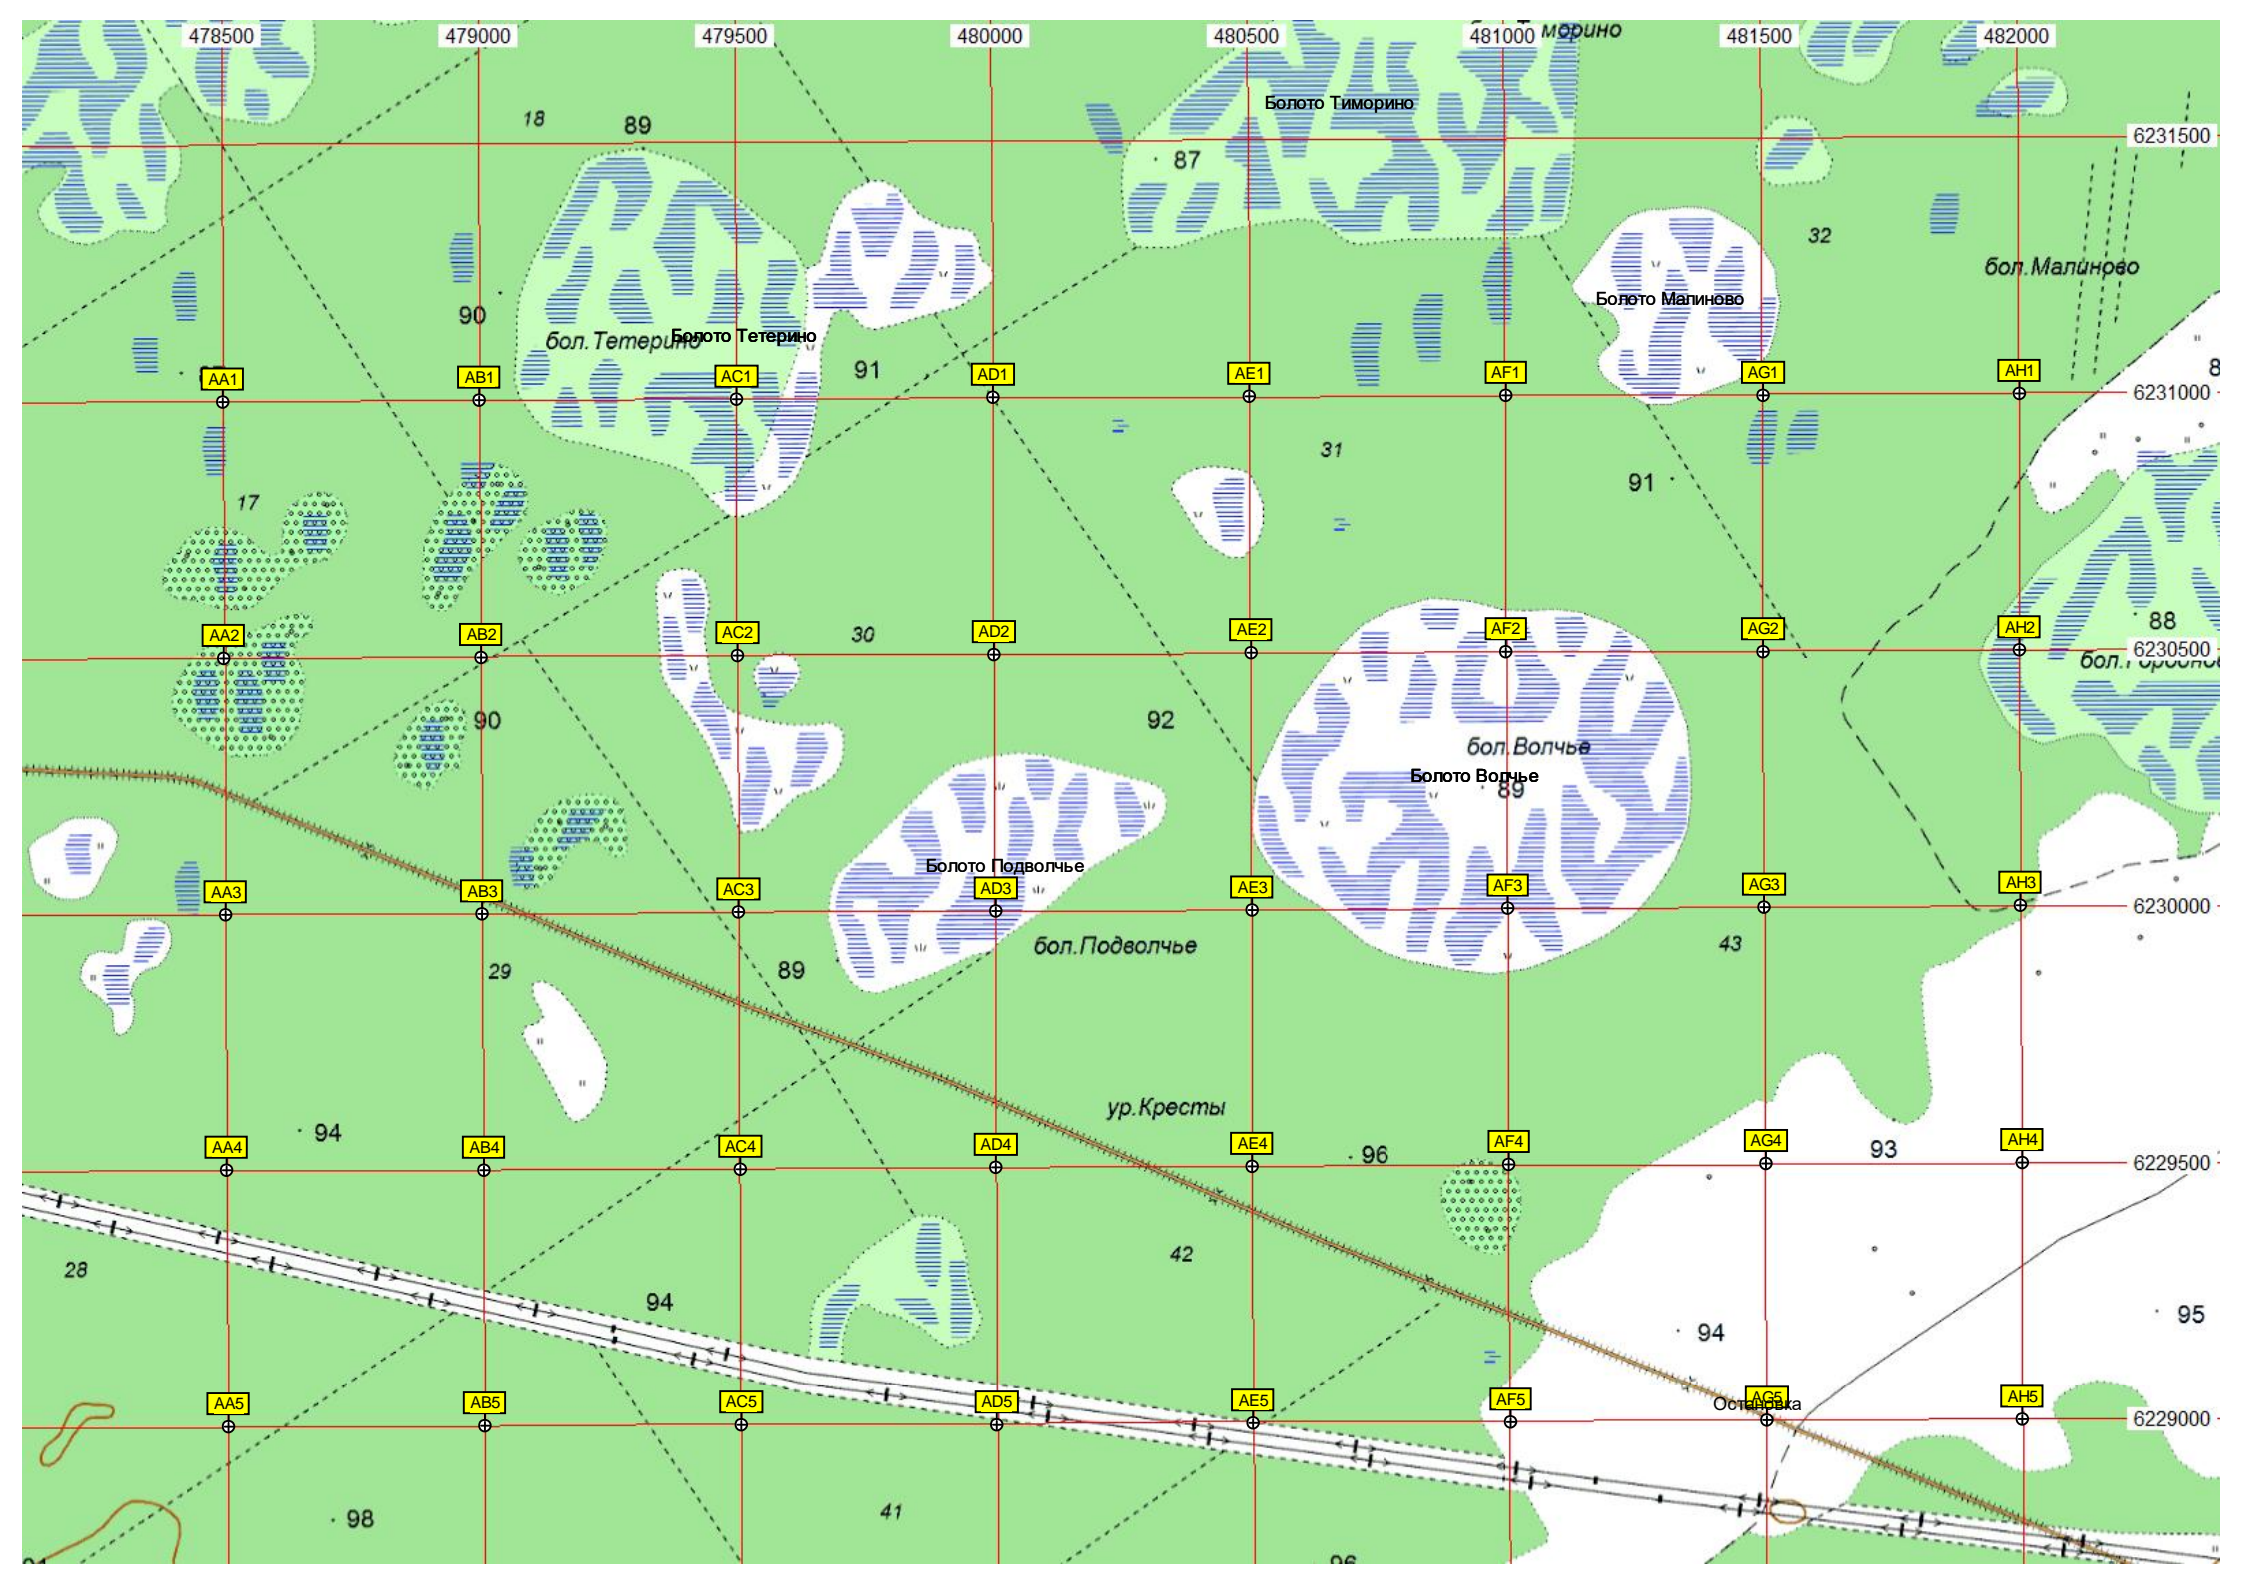 бол.Тиморино
478500 479000 479500 480000 480500 481000 481500 482000
Болото Тиморино
18 89
6231500
87
32
бол.Малиново
Болото Малиново
90
бол.Тетерино
Болото Тетерино
91
AA1 AB1 AC1 AD1 AE1 AF1 AG1 AH1
6231000
31
91
17
88
AA2 AB2 AC2 30 AD2 AE2 AF2 AG2 AH2
6230500
90
92
бол.Волчье
Болото Волчье
89
Болото Подволчье
AA3 AB3 AC3 AD3 AE3 AF3 AG3 AH3
6230000
бол.Подволчье
43
29
89
ур.Кресты
94
AA4 AB4 AC4 AD4 AE4 96 AF4 AG4 93 AH4
6229500
28
42
94
94
95
AA5 AB5 AC5 AD5 AE5 AF5 AG5 AH5
Остановка
6229000
98
41
96